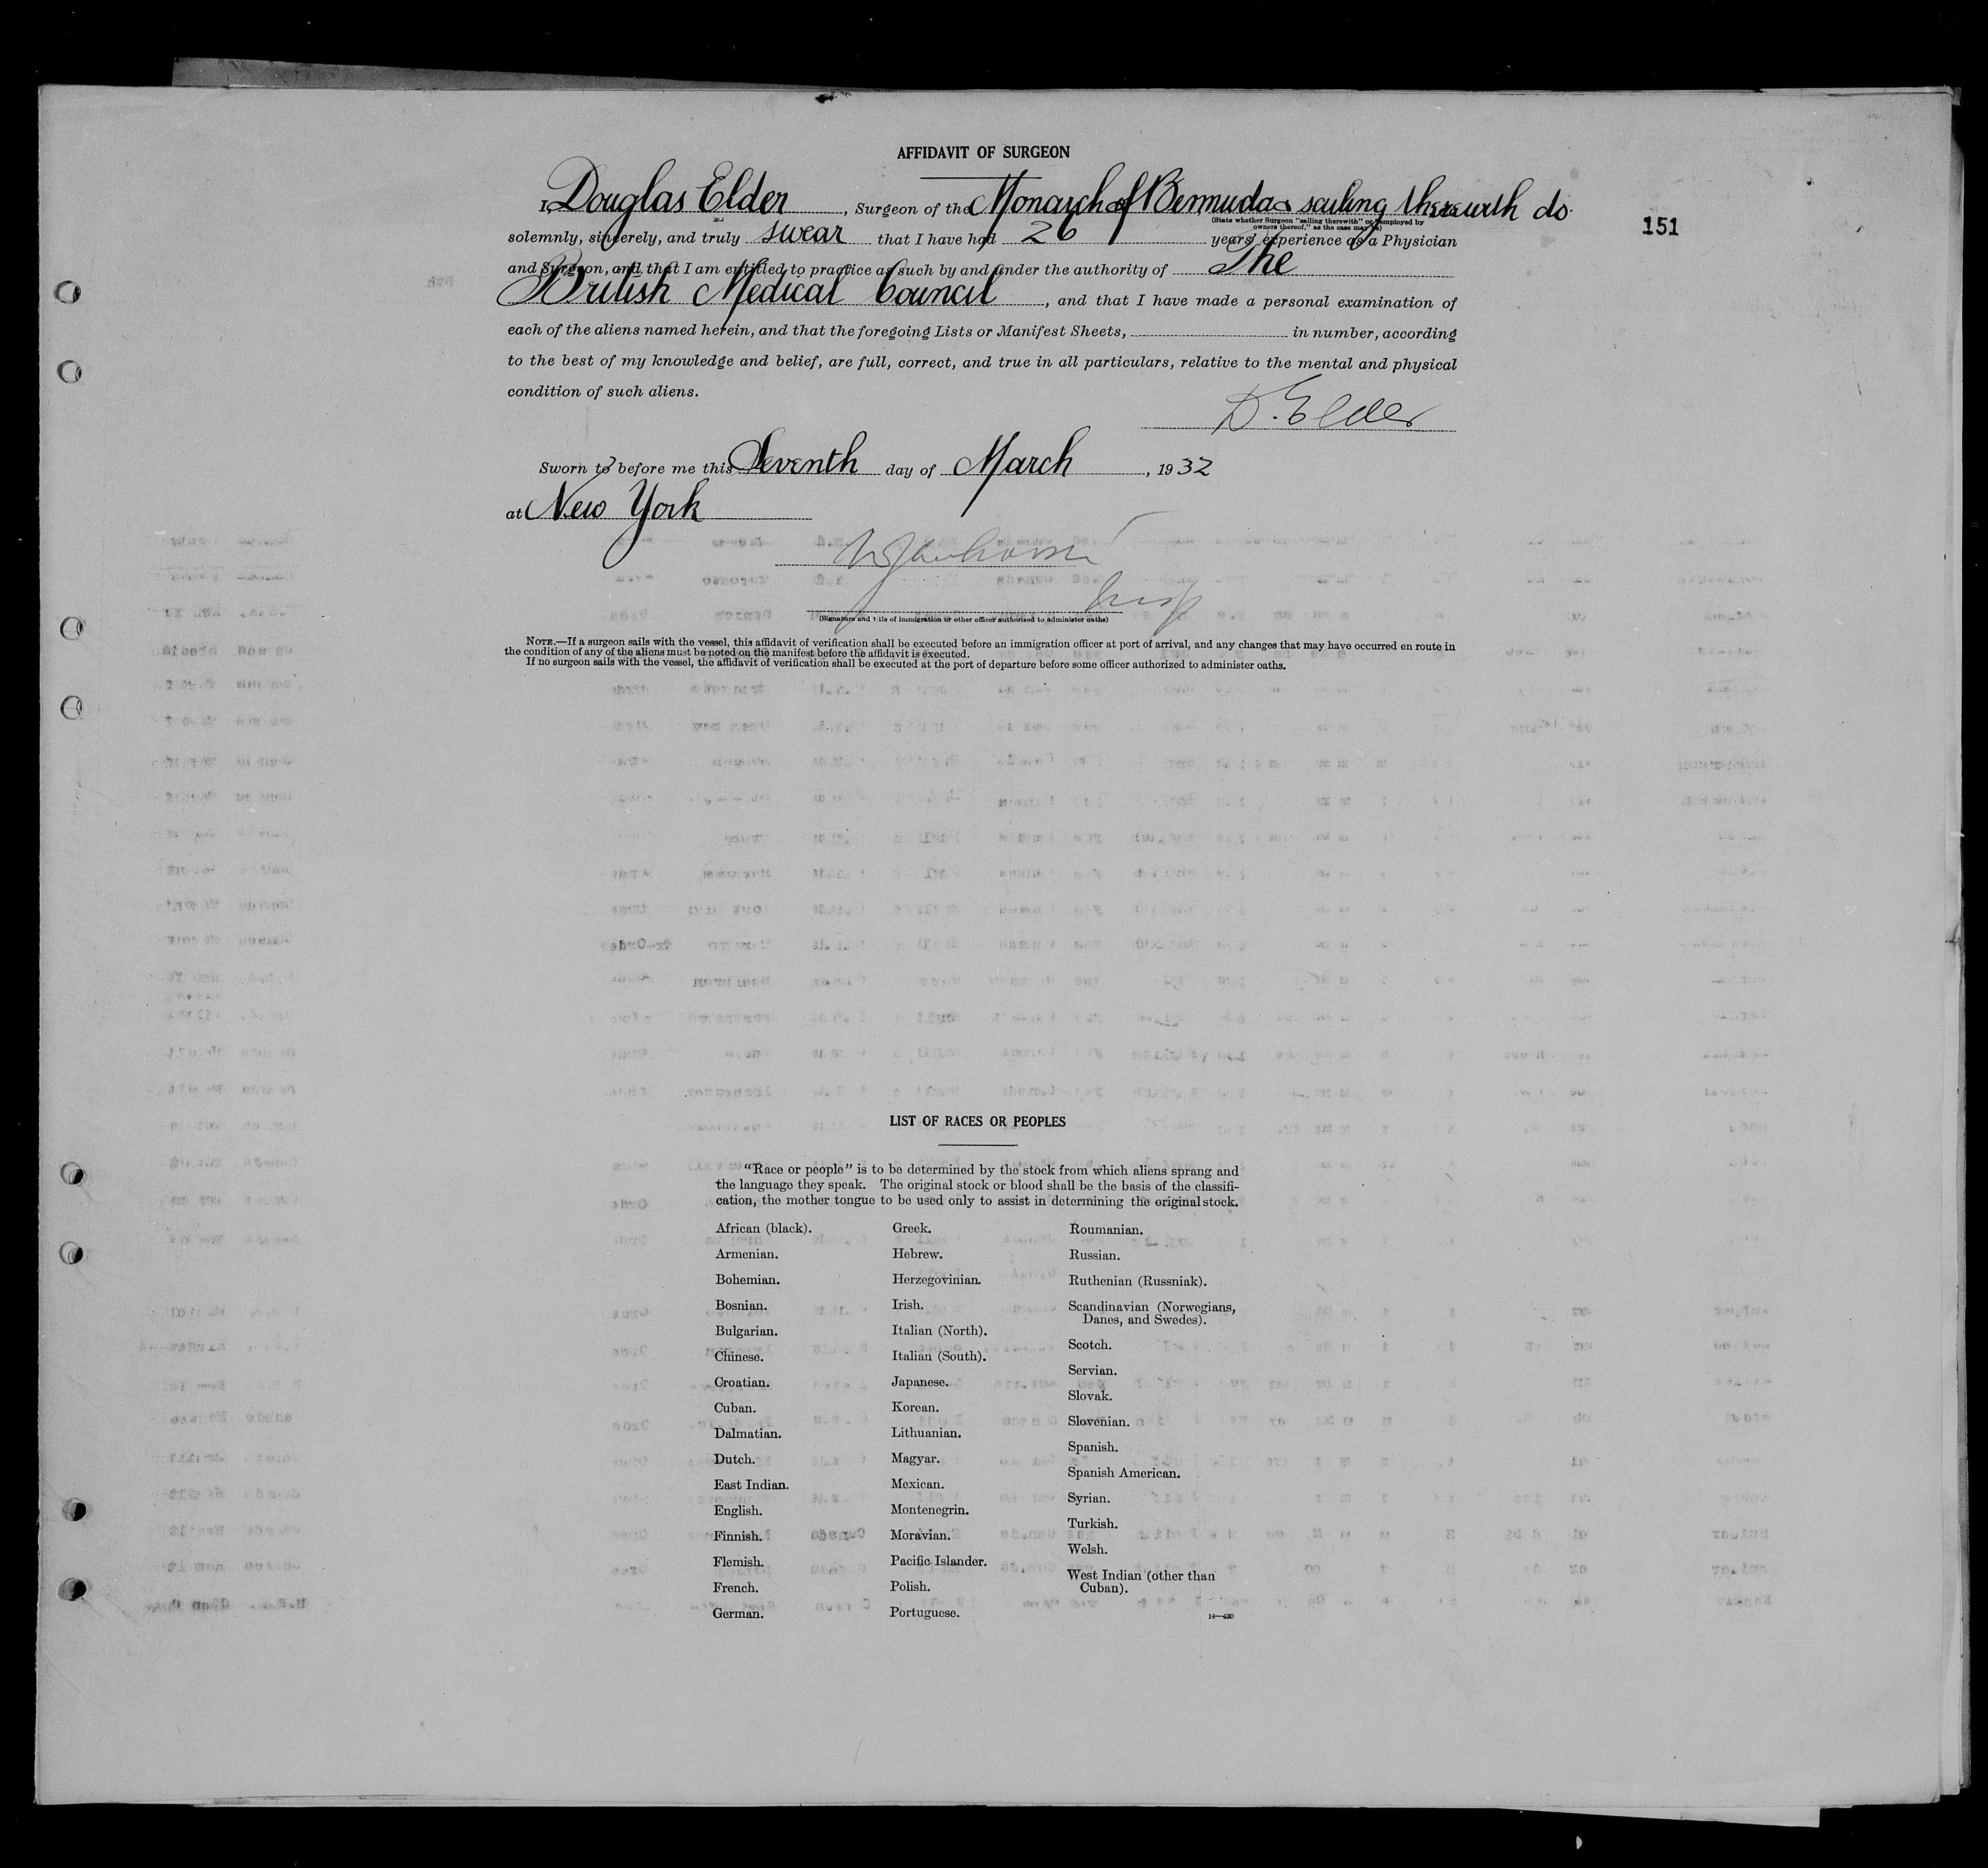 AFFIDAVIT OF SURGEON
I, Douglas Elder, Surgeon of the Monarch of Bermuda sailing therewith do
(State whether Surgeon "sailing therewith" or "employed by
owners thereof," as the case may be)
151
solemnly, sincerely, and truly swear that I have had 26 years' experience as a Physician
and Surgeon, and that I am entitled to practice as such by and under the authority of The
British Medical Council, and that I have made a personal examination of
each of the aliens named herein, and that the foregoing Lists or Manifest Sheets, in number, according
to the best of my knowledge and belief, are full, correct, and true in all particulars, relative to the mental and physical
condition of such aliens.
D. Elder
Sworn to before me this Seventh day of March, 1932
at New York
Insp
(Signature and title of immigration or other officer authorized to administer oaths)
NOTE.—If a surgeon sails with the vessel, this affidavit of verification shall be executed before an immigration officer at port of arrival, and any changes that may have occurred en route in
the condition of any of the aliens must be noted on the manifest before the affidavit is executed.
If no surgeon sails with the vessel, the affidavit of verification shall be executed at the port of departure before some officer authorized to administer oaths.
LIST OF RACES OR PEOPLES
"Race or people" is to be determined by the stock from which aliens sprang and
the language they speak. The original stock or blood shall be the basis of the classifi-
cation, the mother tongue to be used only to assist in determining the original stock.
African (black).
Armenian.
Bohemian.
Bosnian.
Bulgarian.
Chinese.
Croatian.
Cuban.
Dalmatian.
Dutch.
East Indian.
English.
Finnish.
Flemish.
French.
German.
Greek.
Hebrew.
Herzegovinian.
Irish.
Italian (North).
Italian (South).
Japanese.
Korean.
Lithuanian.
Magyar.
Mexican.
Montenegrin.
Moravian.
Pacific Islander.
Polish.
Portuguese.
Roumanian.
Russian.
Ruthenian (Russniak).
Scandinavian (Norwegians,
Danes, and Swedes).
Scotch.
Servian.
Slovak.
Slovenian.
Spanish.
Spanish American.
Syrian.
Turkish.
Welsh.
West Indian (other than
Cuban).